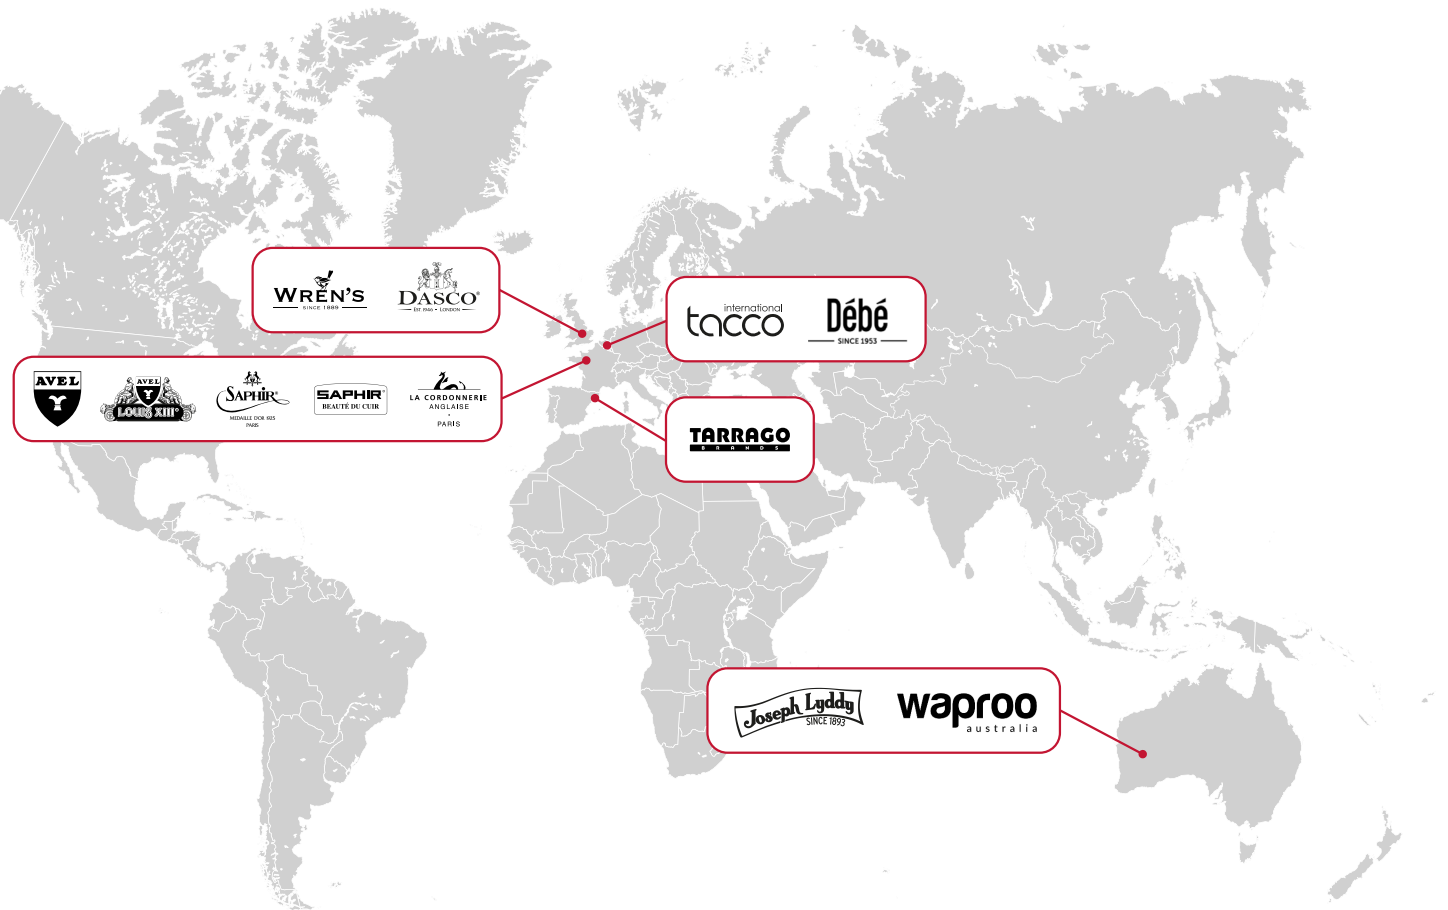 WREN'S
SINCE 1889
DASCO®
EST. 1946 • LONDON
international
tacco
Débé
SINCE 1953
AVEL
AVEL
LOUIS XIII®
SAPHIR
MEDAILLE D'OR 1925
PARIS
SAPHIR®
BEAUTÉ DU CUIR
LA CORDONNERIE
ANGLAISE
•
PARIS
TARRAGO
BRANDS
Joseph Lyddy
SINCE 1893
waproo
australia